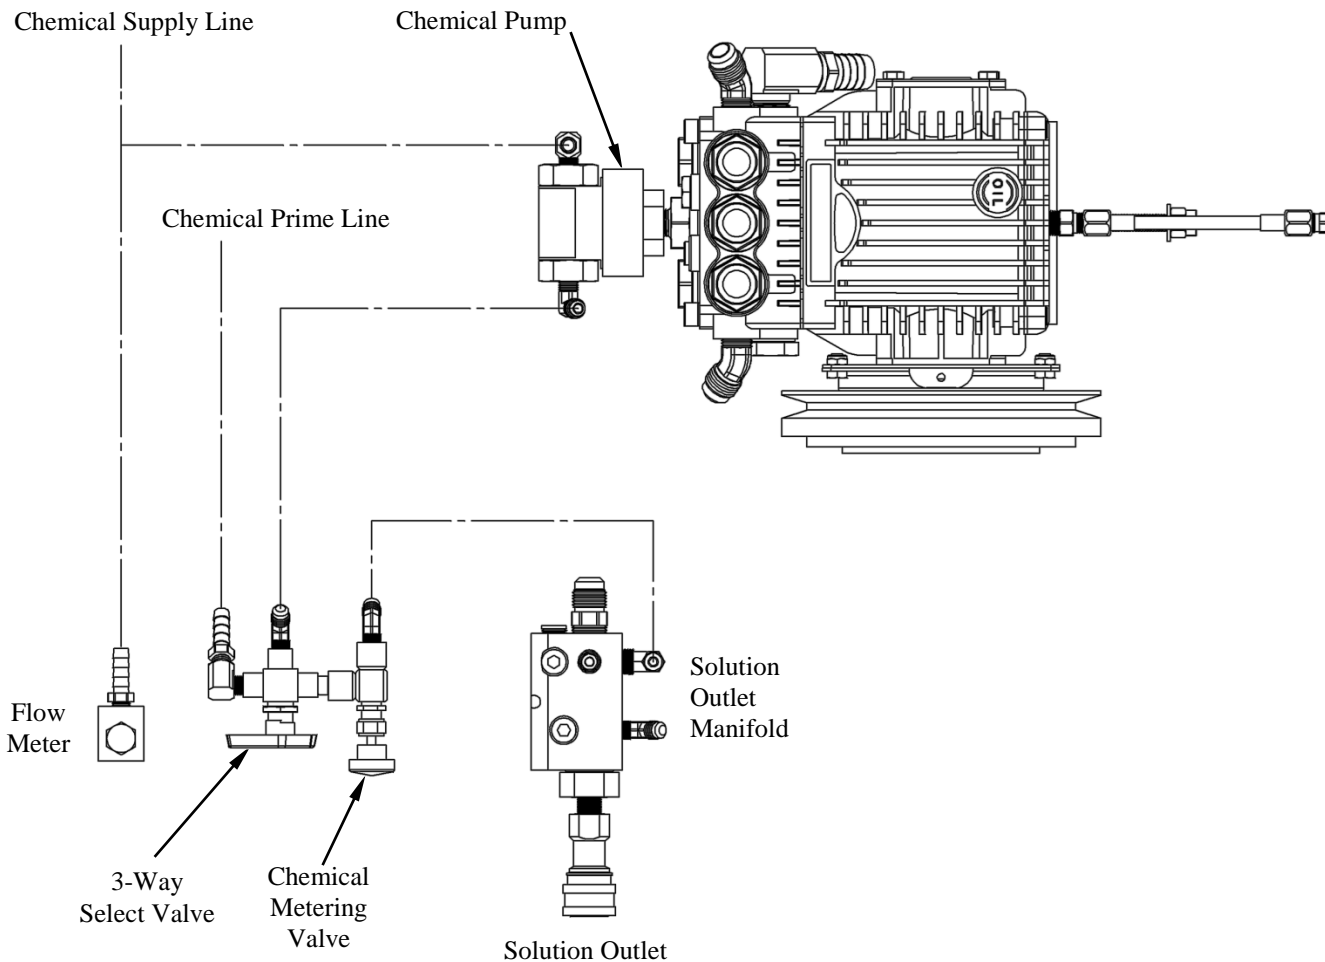 Chemical Supply Line
Chemical Pump
OIL
Chemical Prime Line
Solution
Outlet
Manifold
Flow
Meter
3-Way
Select Valve
Chemical
Metering
Valve
Solution Outlet